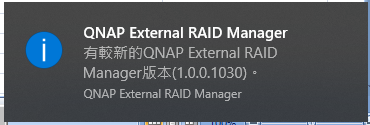 QNAP External RAID Manager
有較新的QNAP External RAID
Manager版本(1.0.0.1030)。
QNAP External RAID Manager